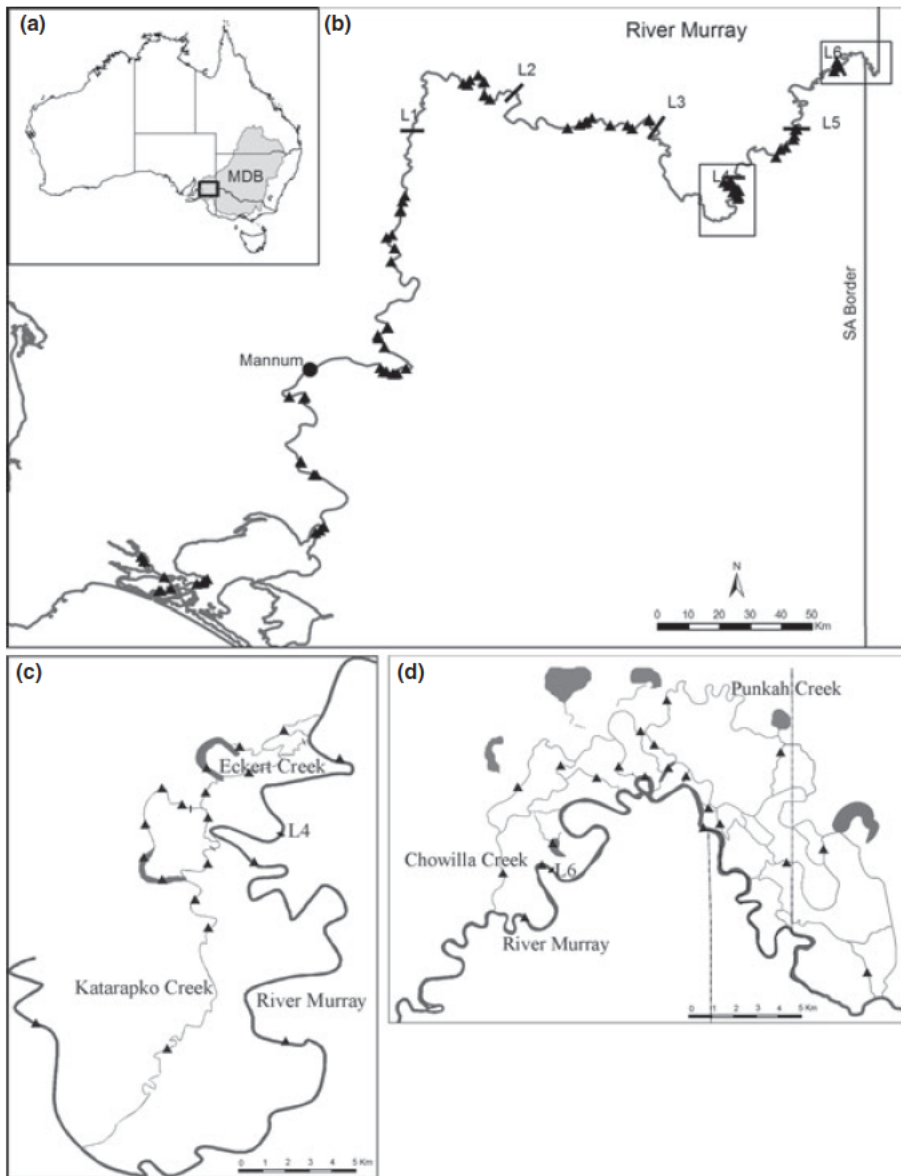 (a)
MDB
(b)
River Murray
L1
L2
L3
L4
L5
L6
SA Border
Mannum
N
0 10 20 30 40 50
Km
(c)
Eckert Creek
L4
Katarapko Creek
River Murray
0 1 2 3 4 5 Km
(d)
Punkah Creek
Chowilla Creek
L6
River Murray
0 1 2 3 4 5 Km